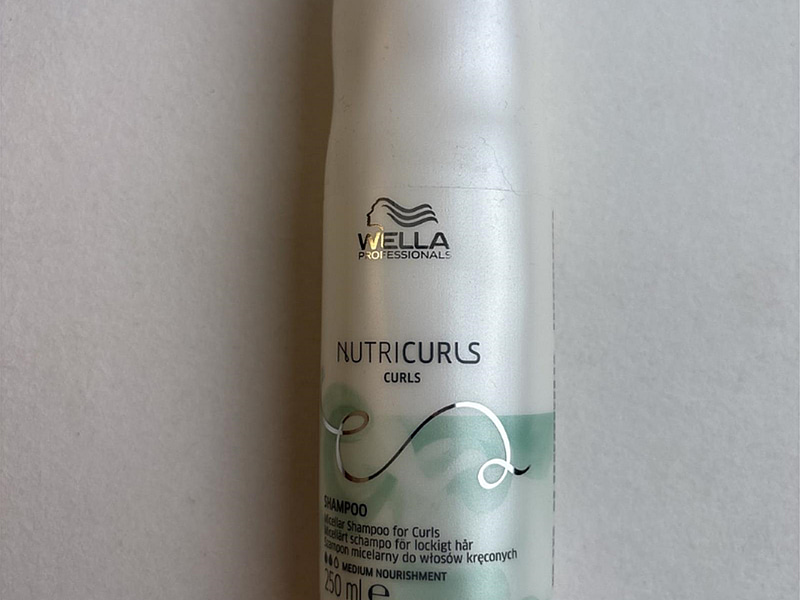 WELLA
PROFESSIONALS
NUTRICURLS
CURLS
SHAMPOO
Micellar Shampoo for Curls
Micellärt schampo för lockigt hår
Szampon micelarny do włosów kręconych
MEDIUM NOURISHMENT
250 ml e